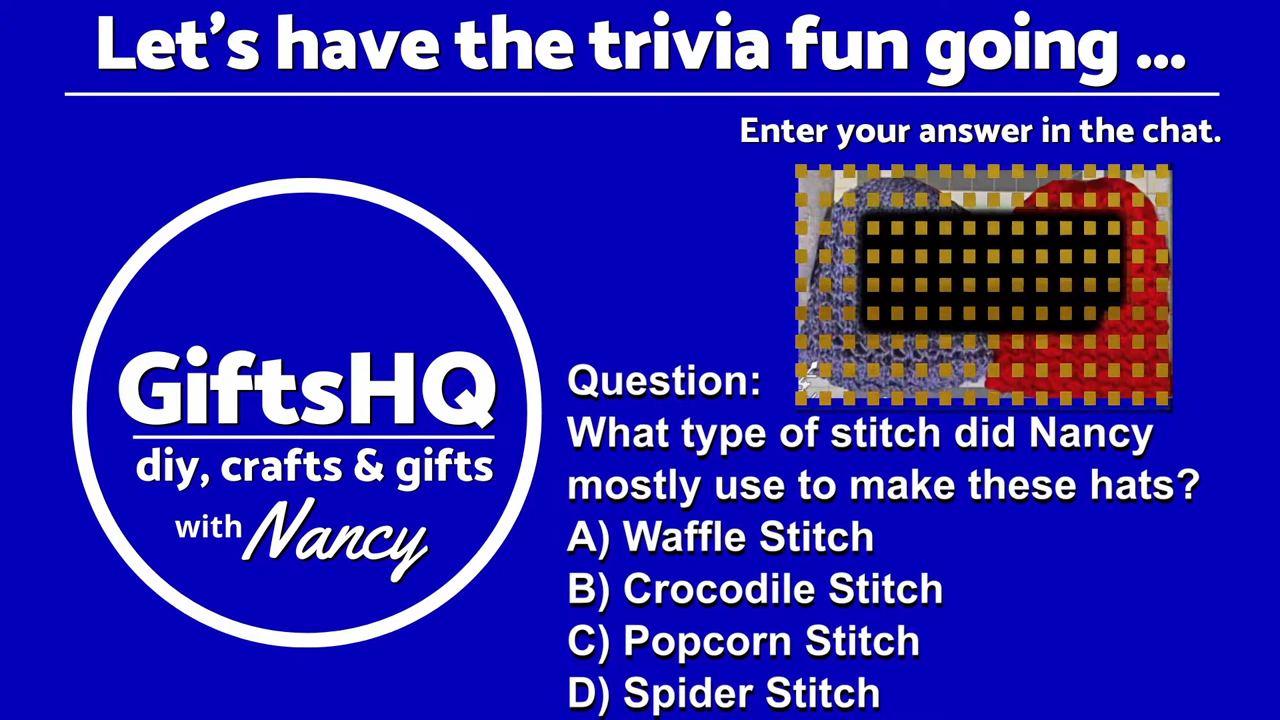 Let's have the trivia fun going ...
Enter your answer in the chat.
GiftsHQ
diy, crafts & gifts
with Nancy
Question:
What type of stitch did Nancy
mostly use to make these hats?
A) Waffle Stitch
B) Crocodile Stitch
C) Popcorn Stitch
D) Spider Stitch